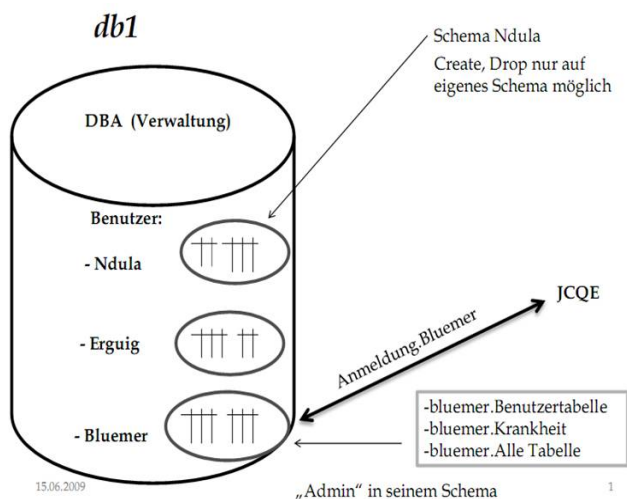 db1
Schema Ndula
Create, Drop nur auf
eigenes Schema möglich
DBA (Verwaltung)
Benutzer:
- Ndula
- Erguig
- Bluemer
JCQE
Anmeldung.Bluemer
-bluemer.Benutzertabelle
-bluemer.Krankheit
-bluemer.Alle Tabelle
15.06.2009
„Admin“ in seinem Schema
1